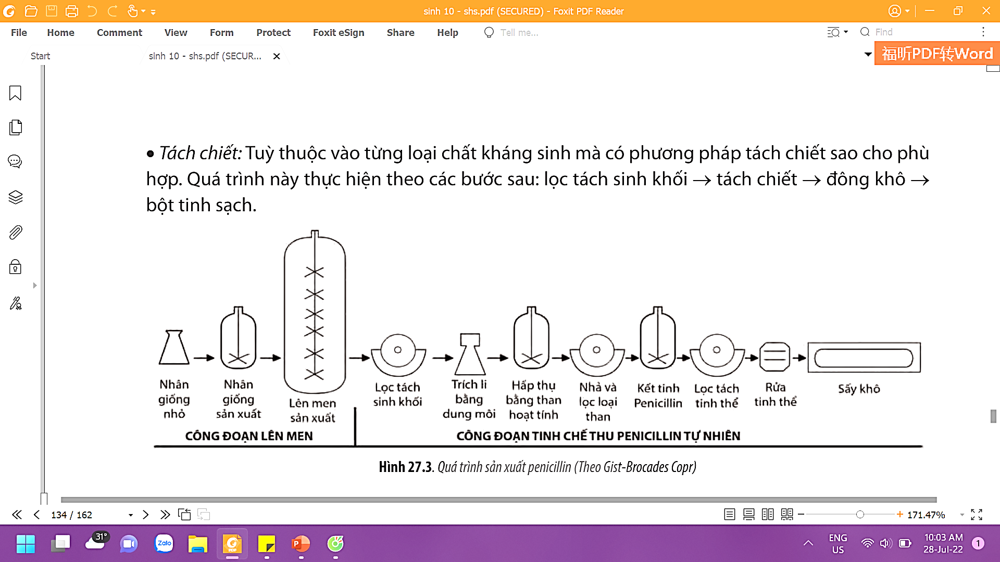 sinh 10 - shs.pdf (SECURED) - Foxit PDF Reader
File Home Comment View Form Protect Foxit eSign Share Help Tell me... Find
Start sinh 10 - shs.pdf (SECUR... 福昕PDF转Word
• Tách chiết: Tuỳ thuộc vào từng loại chất kháng sinh mà có phương pháp tách chiết sao cho phù
hợp. Quá trình này thực hiện theo các bước sau: lọc tách sinh khối → tách chiết → đông khô →
bột tinh sạch.
Nhân
giống
nhỏ
Nhân
giống
sản xuất
Lên men
sản xuất
Lọc tách
sinh khối
Trích li
bằng
dung môi
Hấp thụ
bằng than
hoạt tính
Nhả và
lọc loại
than
Kết tinh
Penicillin
Lọc tách
tinh thể
Rửa
tinh thể
Sấy khô
CÔNG ĐOẠN LÊN MEN
CÔNG ĐOẠN TINH CHẾ THU PENICILLIN TỰ NHIÊN
Hình 27.3. Quá trình sản xuất penicillin (Theo Gist-Brocades Copr)
134 / 162 171.47%
31°
Zalo
PDF
P
ENG
US
10:03 AM
28-Jul-22
1